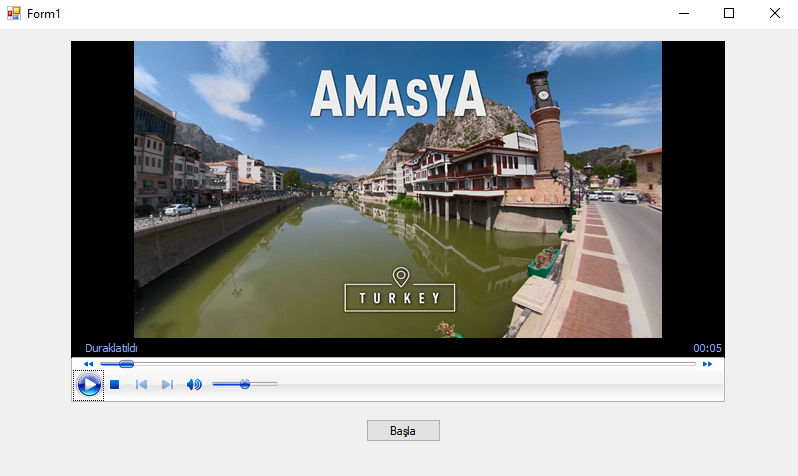 Form1
AMASYA
TURKEY
Duraklatıldı 00:05
Başla